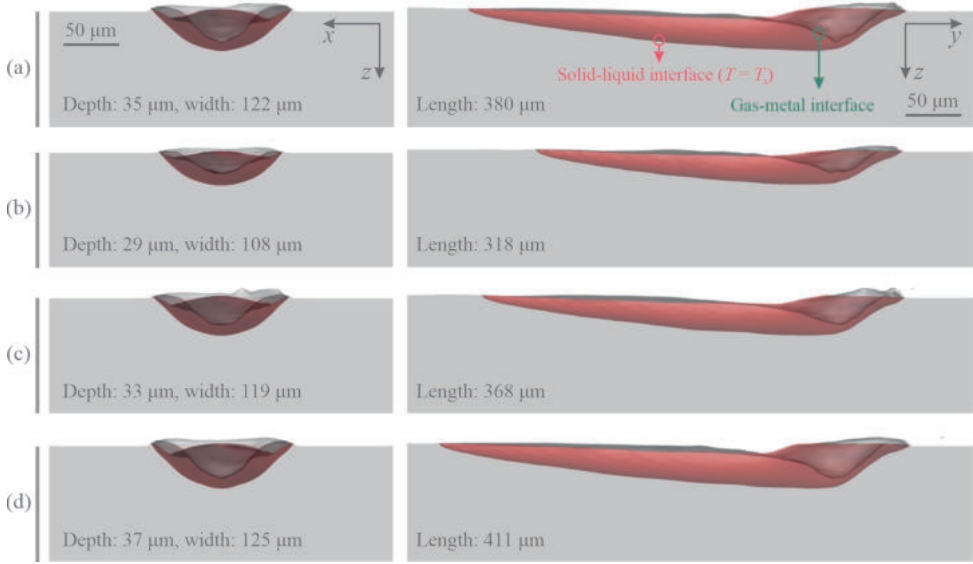 50 μm
x
z
y
z
50 μm
(a)
Solid-liquid interface (T = Ts)
Gas-metal interface
Depth: 35 μm, width: 122 μm
Length: 380 μm
(b)
Depth: 29 μm, width: 108 μm
Length: 318 μm
(c)
Depth: 33 μm, width: 119 μm
Length: 368 μm
(d)
Depth: 37 μm, width: 125 μm
Length: 411 μm